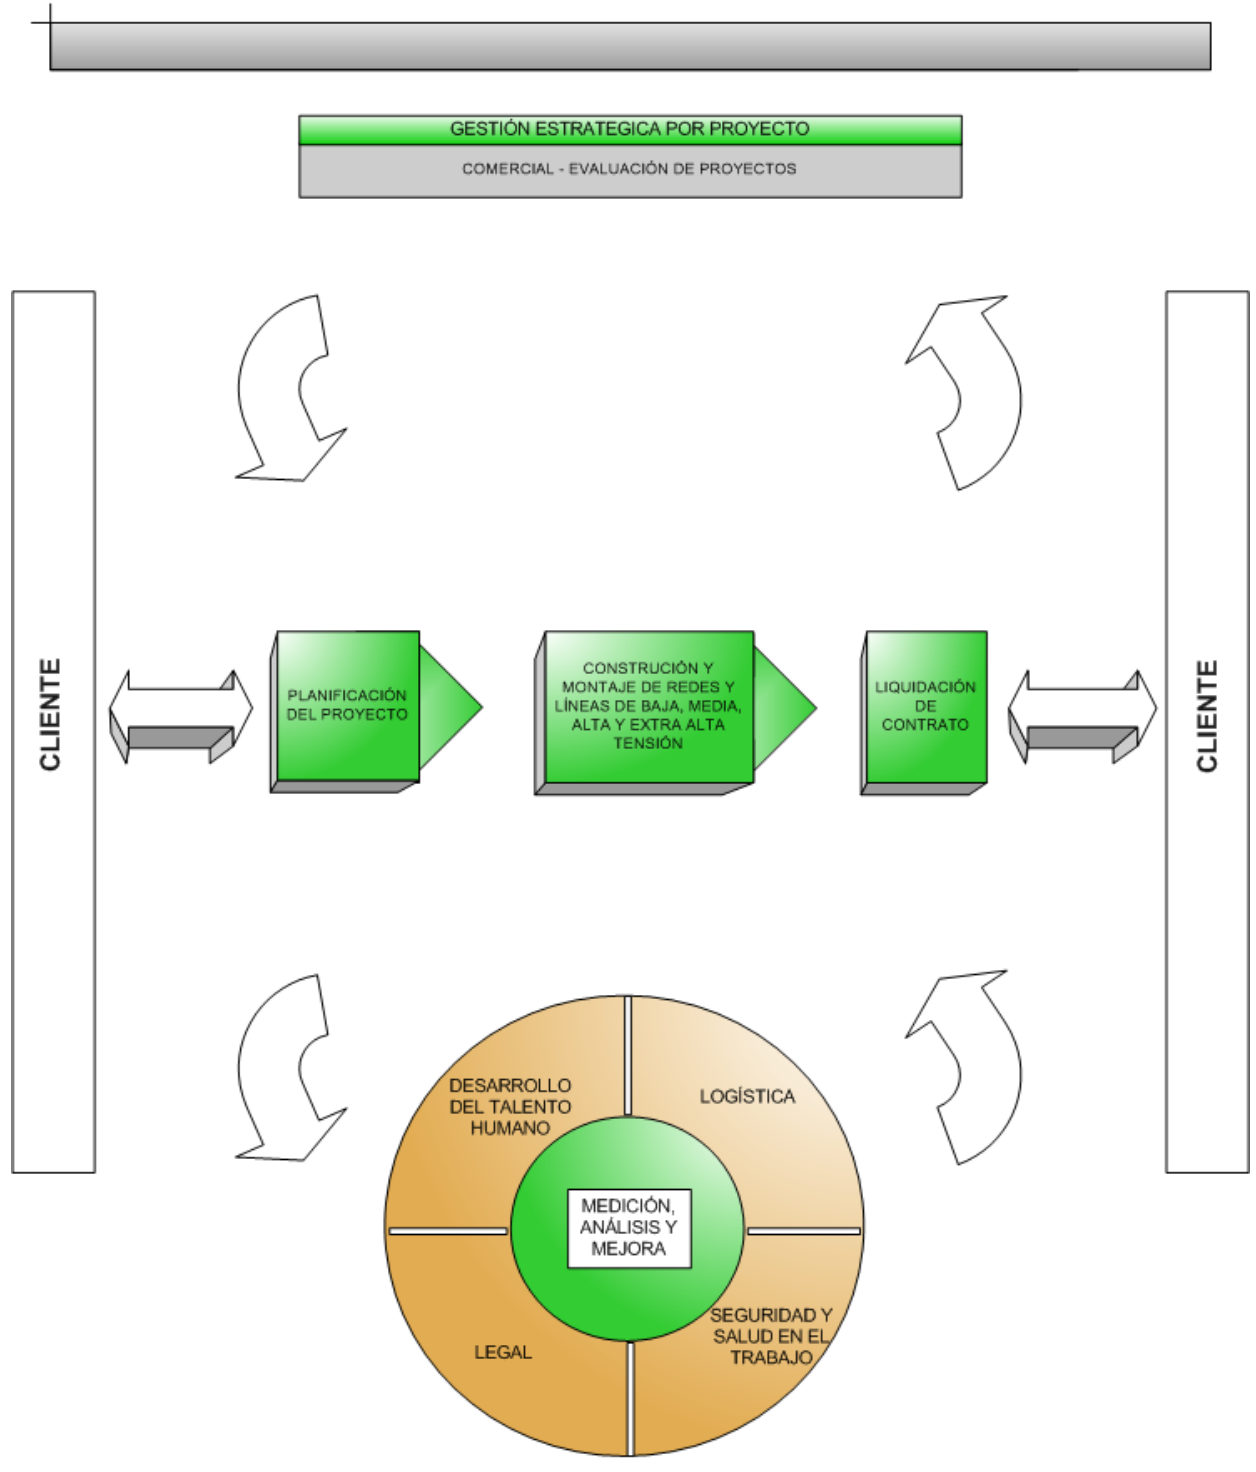 GESTIÓN ESTRATEGICA POR PROYECTO
COMERCIAL - EVALUACIÓN DE PROYECTOS
CLIENTE
PLANIFICACIÓN
DEL PROYECTO
CONSTRUCIÓN Y
MONTAJE DE REDES Y
LÍNEAS DE BAJA, MEDIA,
ALTA Y EXTRA ALTA
TENSIÓN
LIQUIDACIÓN
DE
CONTRATO
CLIENTE
DESARROLLO
DEL TALENTO
HUMANO
LOGÍSTICA
MEDICIÓN,
ANÁLISIS Y
MEJORA
LEGAL
SEGURIDAD Y
SALUD EN EL
TRABAJO